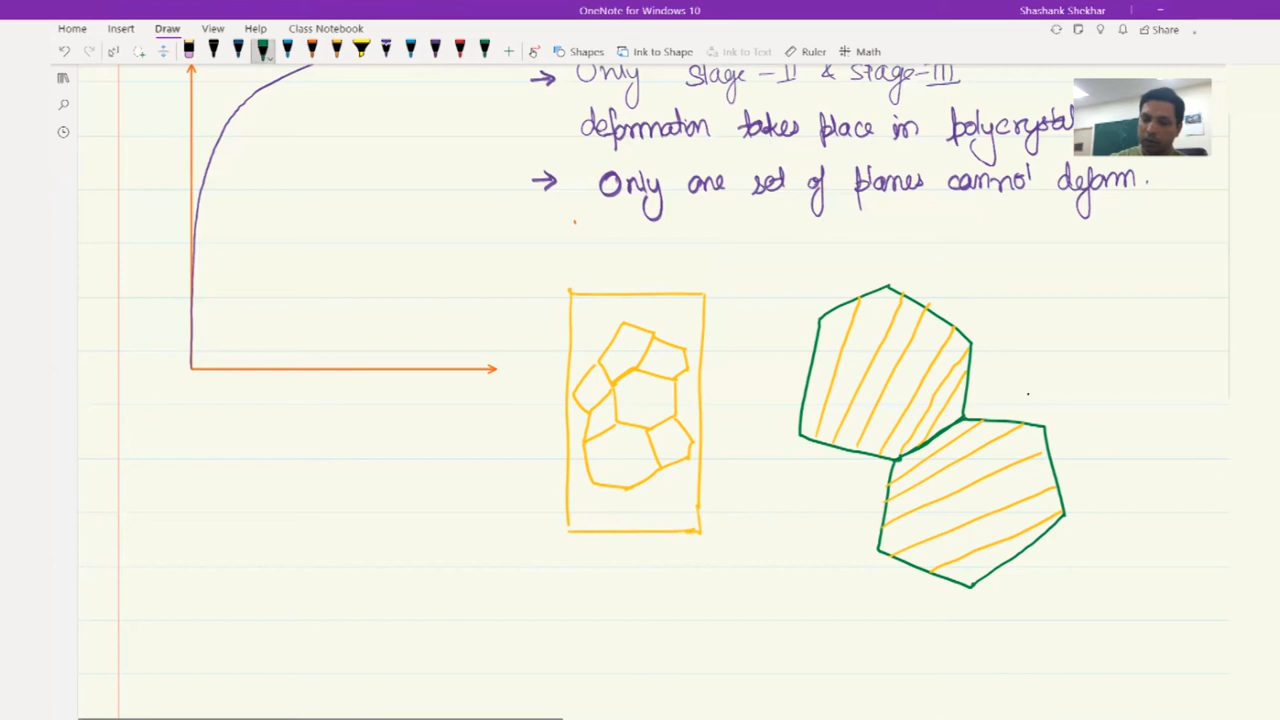 OneNote for Windows 10
Shashank Shekhar
Home Insert Draw View Help Class Notebook
Share
Shapes Ink to Shape Ink to Text Ruler Math
→ Only stage-II & stage-III
deformation takes place in polycrystal
→ Only one set of planes cannot deform.